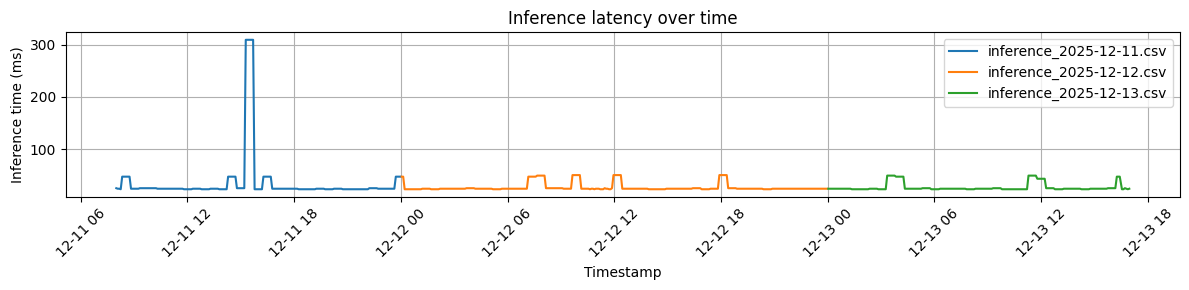 Inference latency over time
Inference time (ms)
300
200
100
inference_2025-12-11.csv
inference_2025-12-12.csv
inference_2025-12-13.csv
12-11 06
12-11 12
12-11 18
12-12 00
12-12 06
12-12 12
12-12 18
12-13 00
12-13 06
12-13 12
12-13 18
Timestamp